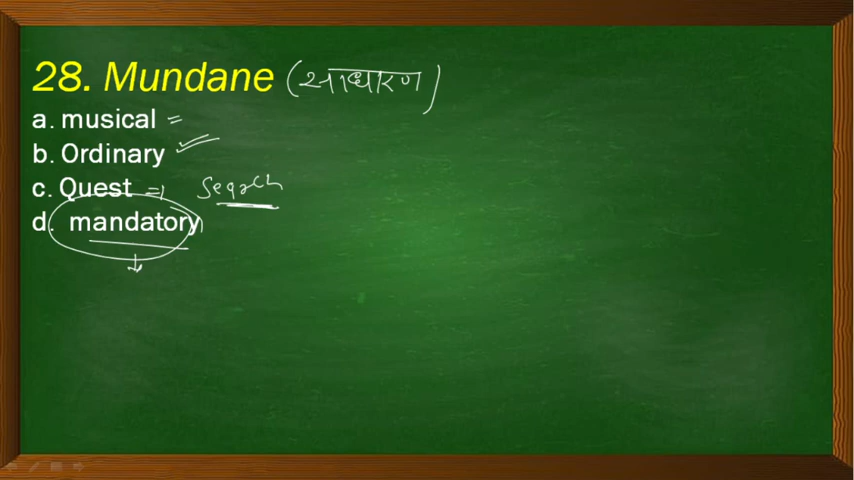 28. Mundane (साधारण)
a. musical =
b. Ordinary
c. Quest => Search
d. mandatory